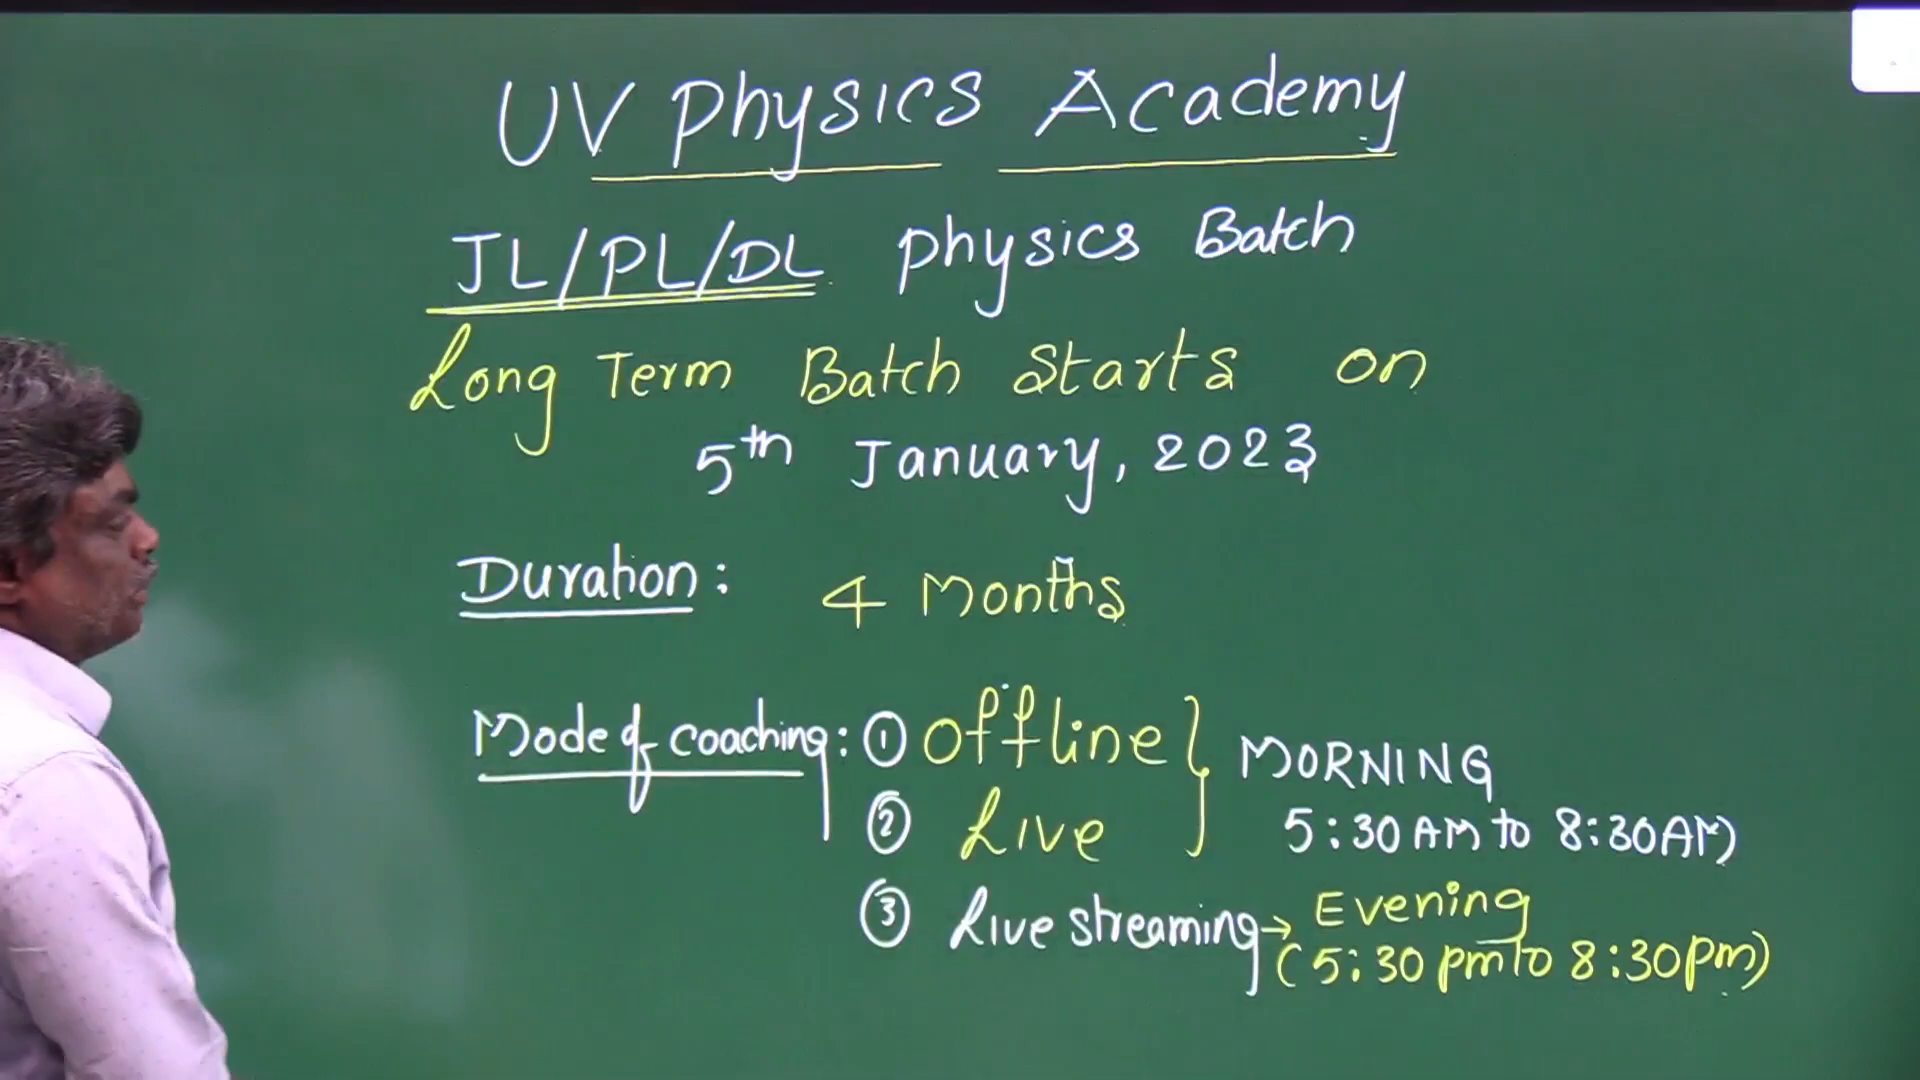 UV Physics Academy
JL/PL/DL Physics Batch
Long Term Batch Starts on
5th January, 2023
Duration: 4 Months
Mode of coaching: ① Offline } MORNING
② Live 5:30 AM to 8:30 AM
③ Live streaming → Evening
(5:30 pm to 8:30 pm)